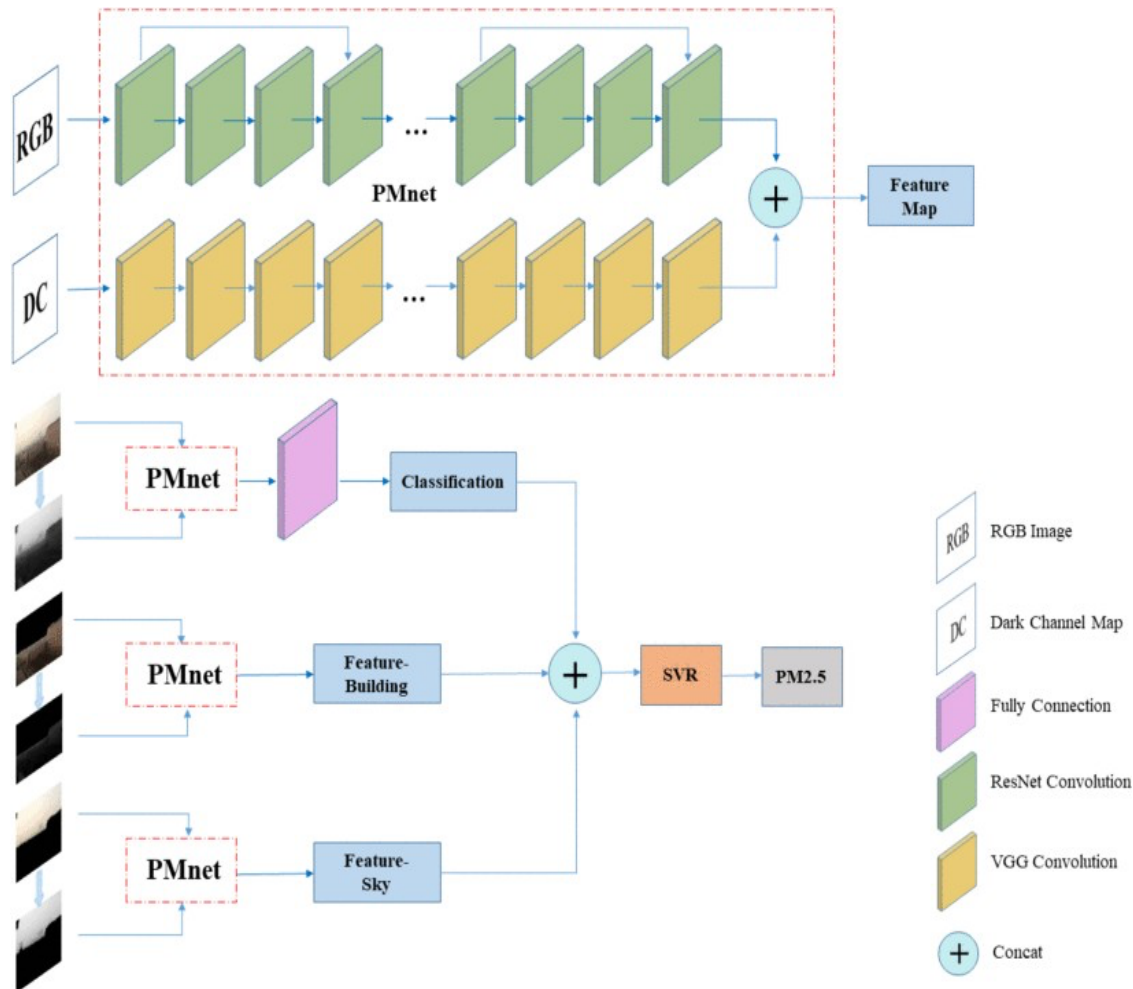 RGB
...
PMnet
+
Feature
Map
DC
...
PMnet
Classification
RGB
RGB Image
DC
Dark Channel Map
PMnet
Feature-
Building
+
SVR
PM2.5
Fully Connection
ResNet Convolution
PMnet
Feature-
Sky
VGG Convolution
+
Concat